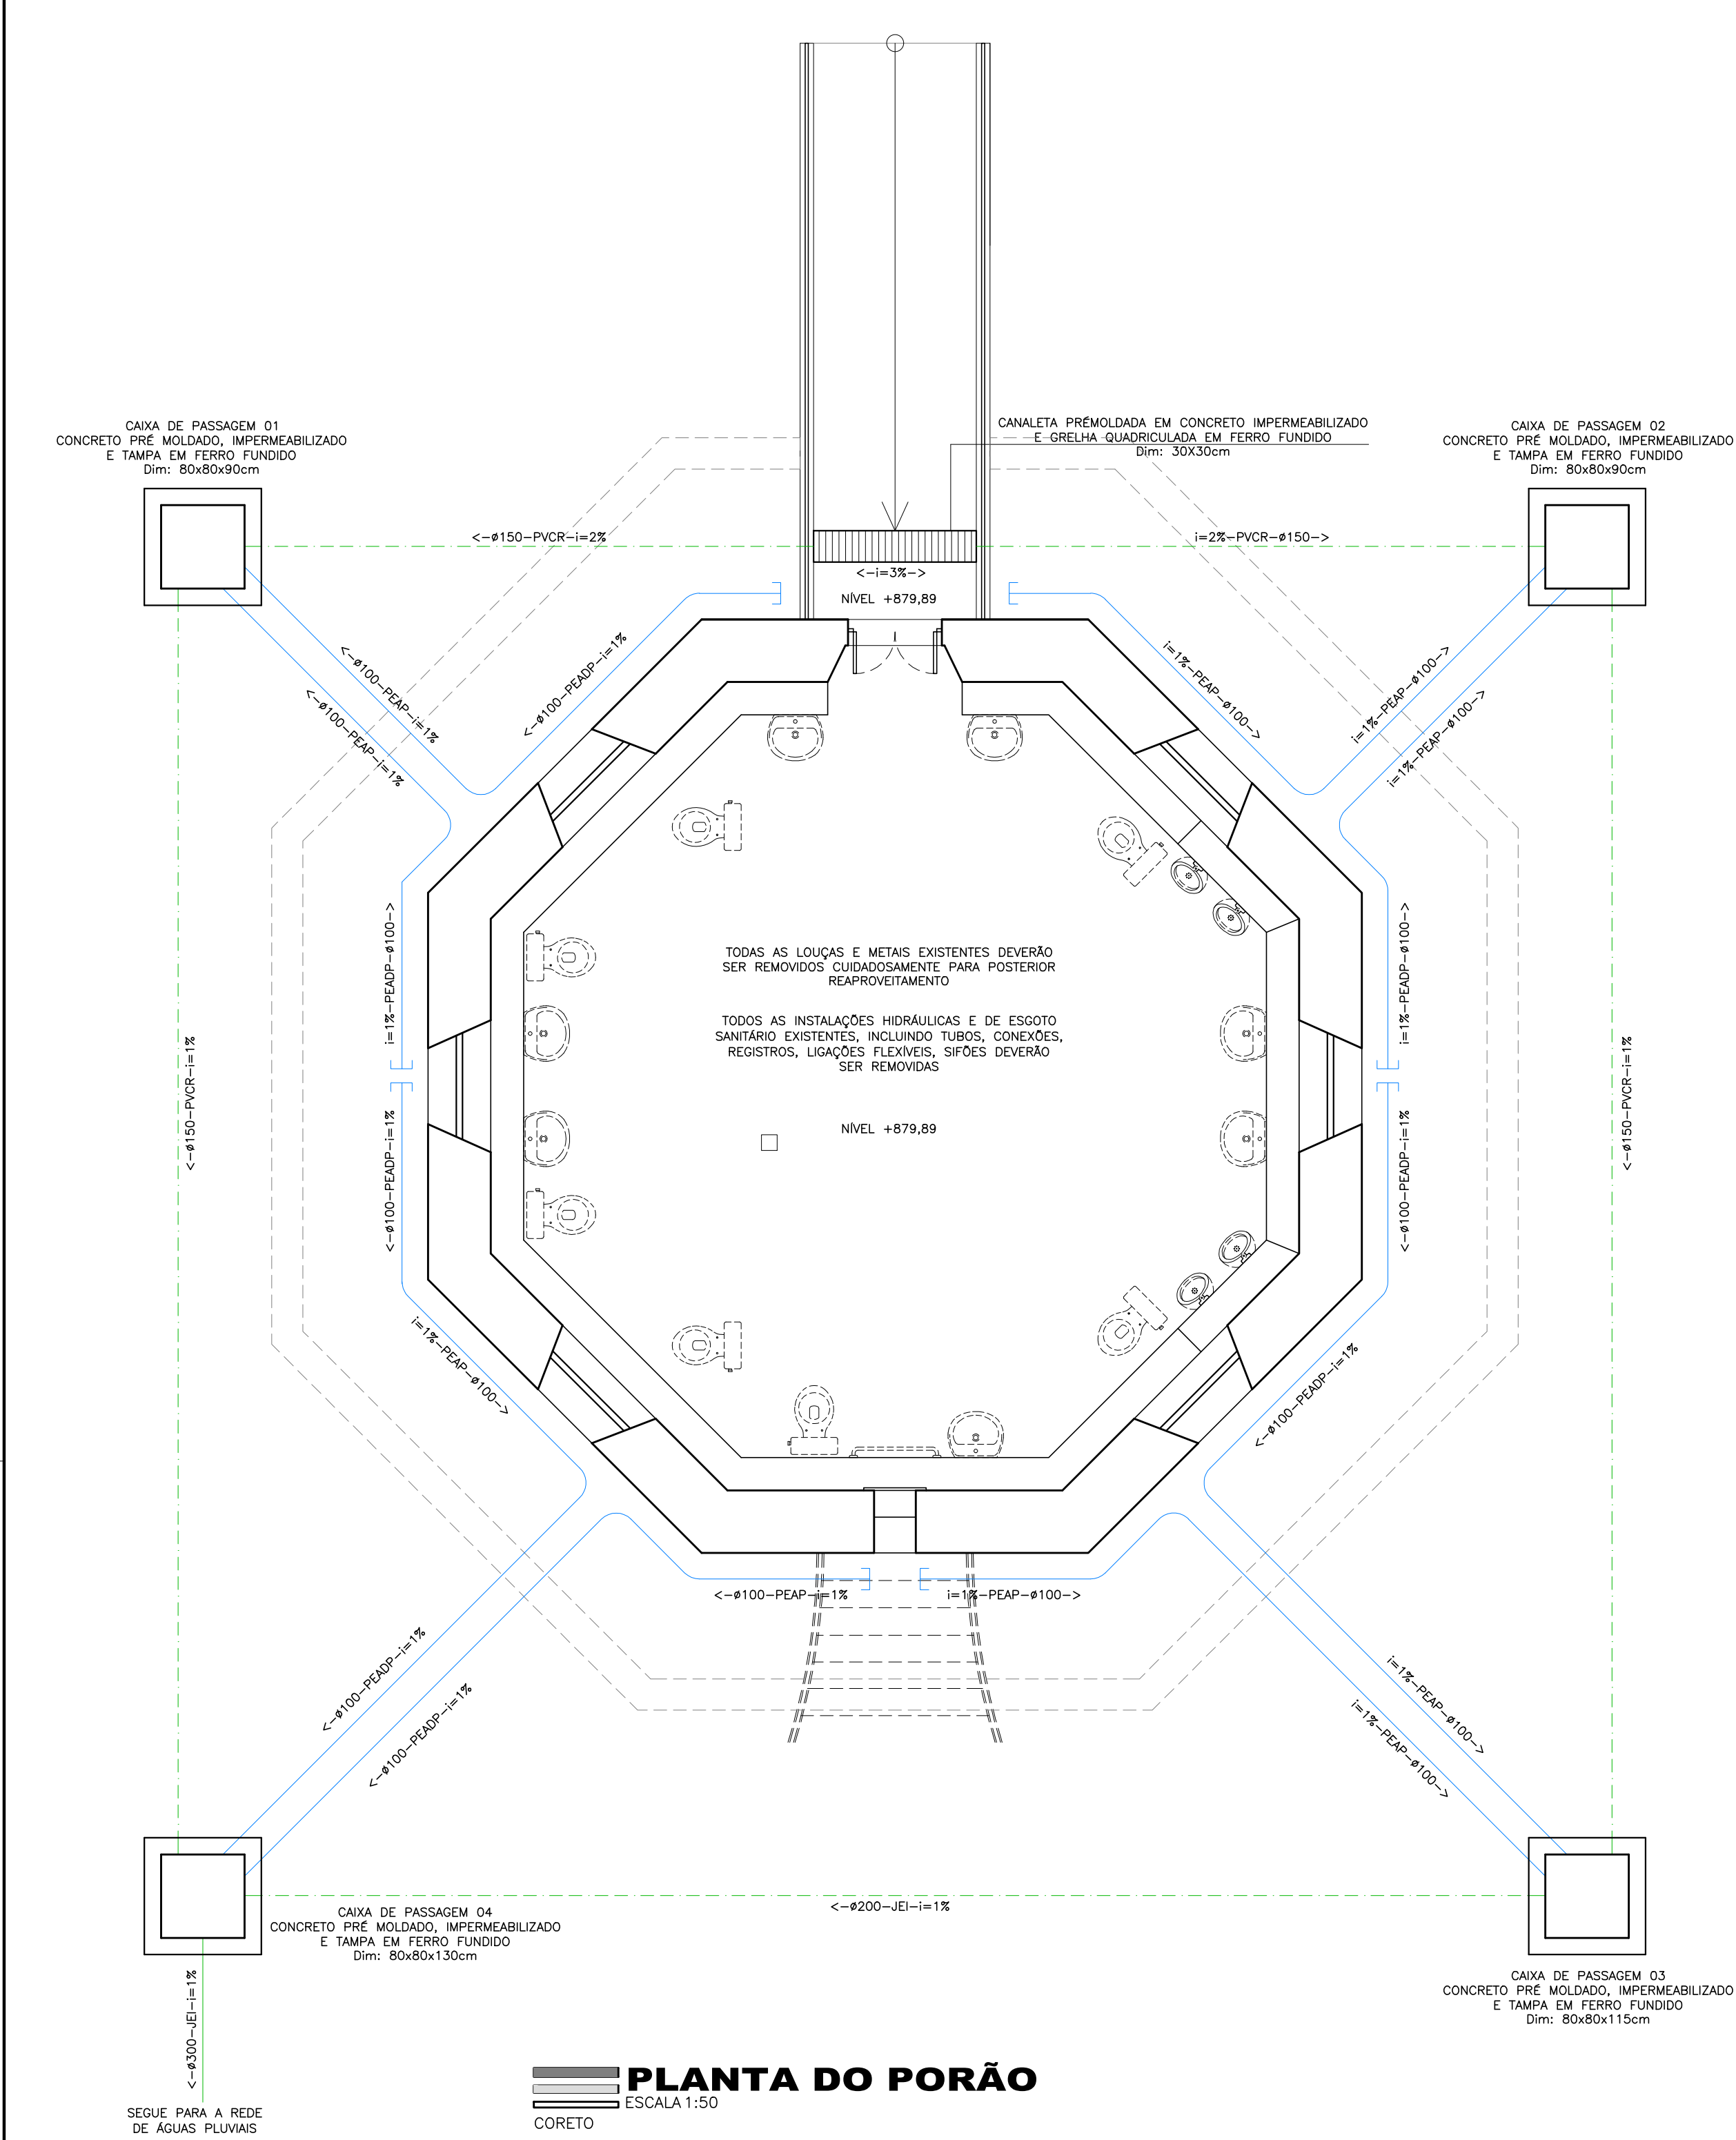 CAIXA DE PASSAGEM 01
CONCRETO PRÉ MOLDADO, IMPERMEABILIZADO
E TAMPA EM FERRO FUNDIDO
Dim: 80x80x90cm
CANALETA PRÉMOLDADA EM CONCRETO IMPERMEABILIZADO
E GRELHA QUADRICULADA EM FERRO FUNDIDO
Dim: 30X30cm
CAIXA DE PASSAGEM 02
CONCRETO PRÉ MOLDADO, IMPERMEABILIZADO
E TAMPA EM FERRO FUNDIDO
Dim: 80x80x90cm
<-ø150-PVCR-i=2%
i=2%-PVCR-ø150->
<-i=3%->
NÍVEL +879,89
<-ø100-PEAP-i=1%
<-ø100-PEAP-i=1%
<-ø100-PEADP-i=1%
i=1%-PEAP-ø100->
i=1%-PEAP-ø100->
i=1%-PEAP-ø100->
i=1%-PEADP-ø100->
i=1%-PEADP-ø100->
TODAS AS LOUÇAS E METAIS EXISTENTES DEVERÃO
SER REMOVIDOS CUIDADOSAMENTE PARA POSTERIOR
REAPROVEITAMENTO
TODOS AS INSTALAÇÕES HIDRÁULICAS E DE ESGOTO
SANITÁRIO EXISTENTES, INCLUINDO TUBOS, CONEXÕES,
REGISTROS, LIGAÇÕES FLEXÍVEIS, SIFÕES DEVERÃO
SER REMOVIDAS
NÍVEL +879,89
<-ø150-PVCR-i=1%
<-ø150-PVCR-i=1%
<-ø100-PEADP-i=1%
<-ø100-PEADP-i=1%
i=1%-PEAP-ø100->
<-ø100-PEADP-i=1%
<-ø100-PEAP-i=1%
i=1%-PEAP-ø100->
<-ø100-PEADP-i=1%
<-ø100-PEADP-i=1%
i=1%-PEAP-ø100->
i=1%-PEAP-ø100->
<-ø200-JEI-i=1%
CAIXA DE PASSAGEM 04
CONCRETO PRÉ MOLDADO, IMPERMEABILIZADO
E TAMPA EM FERRO FUNDIDO
Dim: 80x80x130cm
CAIXA DE PASSAGEM 03
CONCRETO PRÉ MOLDADO, IMPERMEABILIZADO
E TAMPA EM FERRO FUNDIDO
Dim: 80x80x115cm
<-ø300-JEI-i=1%
SEGUE PARA A REDE
DE ÁGUAS PLUVIAIS
PLANTA DO PORÃO
ESCALA 1:50
CORETO